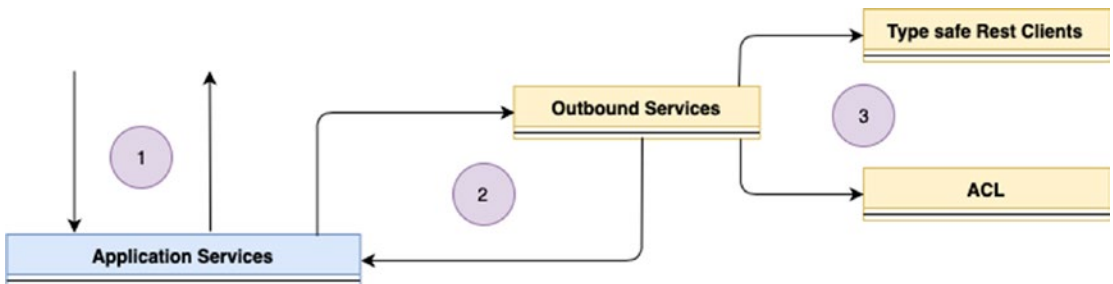 Type safe Rest Clients
Outbound Services
3
1
2
ACL
Application Services